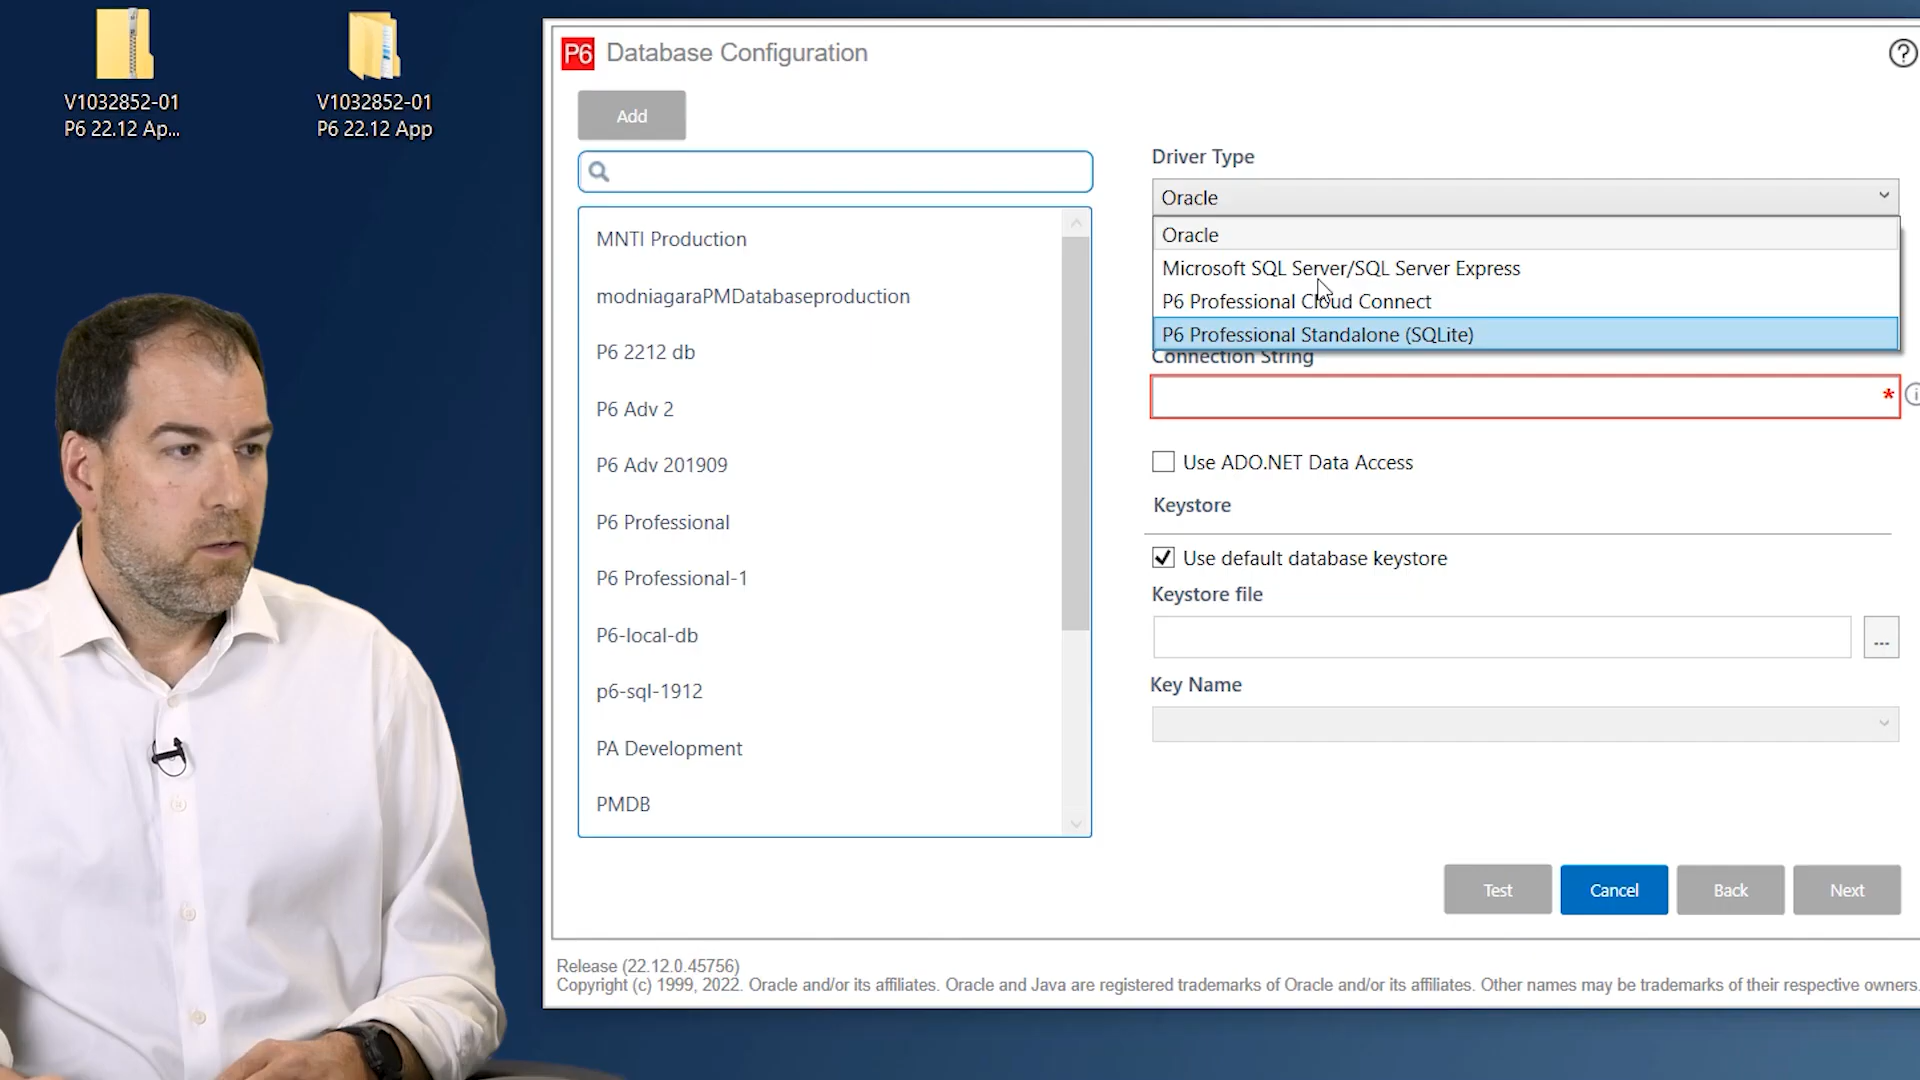 V1032852-01
P6 22.12 Ap...
V1032852-01
P6 22.12 App
P6 Database Configuration
?
Add
Driver Type
Oracle
Oracle
Microsoft SQL Server/SQL Server Express
P6 Professional Cloud Connect
P6 Professional Standalone (SQLite)
Connection String
*
Use ADO.NET Data Access
Keystore
Use default database keystore
Keystore file
...
Key Name
MNTI Production
modniagaraPMDatabaseproduction
P6 2212 db
P6 Adv 2
P6 Adv 201909
P6 Professional
P6 Professional-1
P6-local-db
p6-sql-1912
PA Development
PMDB
Test
Cancel
Back
Next
Release (22.12.0.45756)
Copyright (c) 1999, 2022. Oracle and/or its affiliates. Oracle and Java are registered trademarks of Oracle and/or its affiliates. Other names may be trademarks of their respective owners.